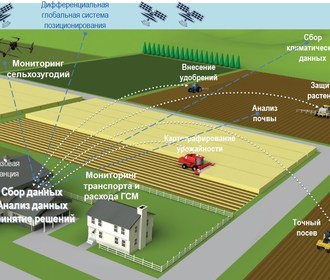 Дифференциальная
глобальная система
позиционирования
Сбор
климатических
данных
Мониторинг
сельхозугодий
Внесение
удобрений
Анализ
почвы
Картографирование
урожайности
Мониторинг
транспорта и
расхода ГСМ
Сбор данных
Анализ данных
Точный
посев